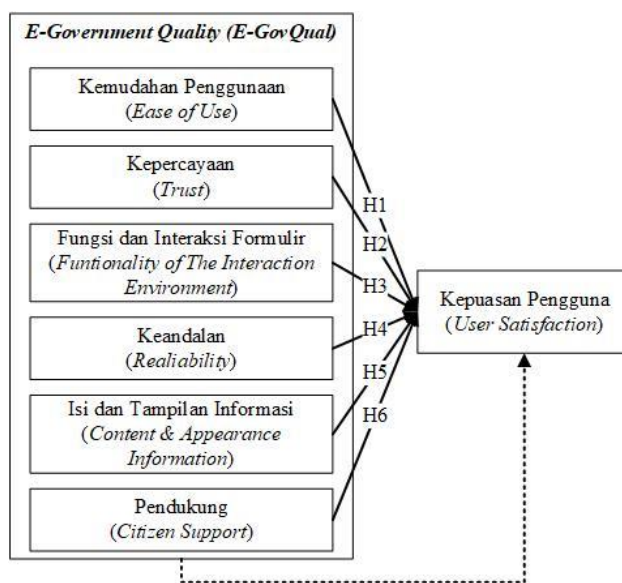 E-Government Quality (E-GovQual)
Kemudahan Penggunaan
(Ease of Use)
Kepercayaan
(Trust)
Fungsi dan Interaksi Formulir
(Funtionality of The Interaction
Environment)
Keandalan
(Realiability)
Isi dan Tampilan Informasi
(Content & Appearance
Information)
Pendukung
(Citizen Support)
H1
H2
H3
H4
H5
H6
Kepuasan Pengguna
(User Satisfaction)